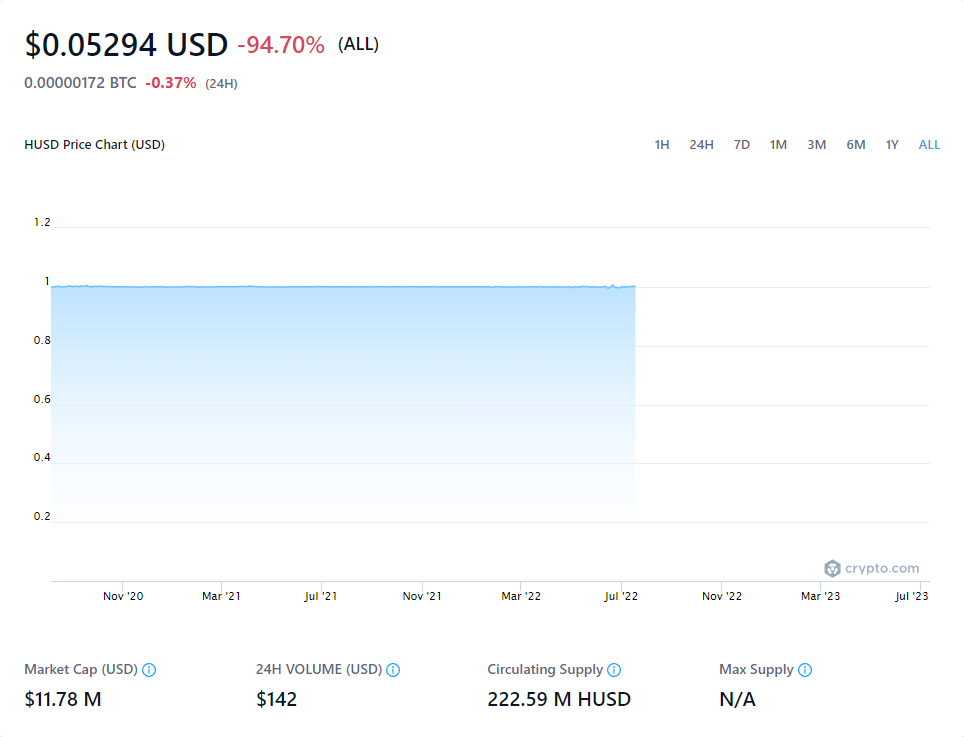 $0.05294 USD -94.70% (ALL)
0.00000172 BTC -0.37% (24H)
HUSD Price Chart (USD) 1H 24H 7D 1M 3M 6M 1Y ALL
1.2
1
0.8
0.6
0.4
0.2
crypto.com
Nov '20 Mar '21 Jul '21 Nov '21 Mar '22 Jul '22 Nov '22 Mar '23 Jul '23
Market Cap (USD) 24H VOLUME (USD) Circulating Supply Max Supply
$11.78 M $142 222.59 M HUSD N/A